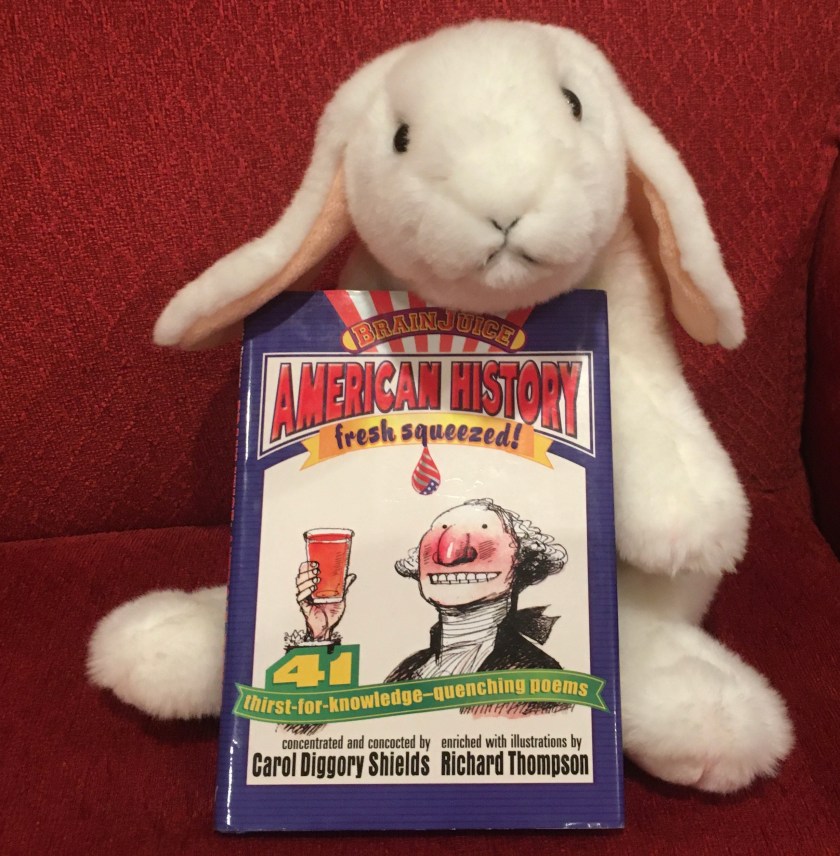 BRAINJUICE
AMERICAN HISTORY
fresh squeezed!
41
thirst-for-knowledge–quenching poems
concentrated and concocted by enriched with illustrations by
Carol Diggory Shields Richard Thompson